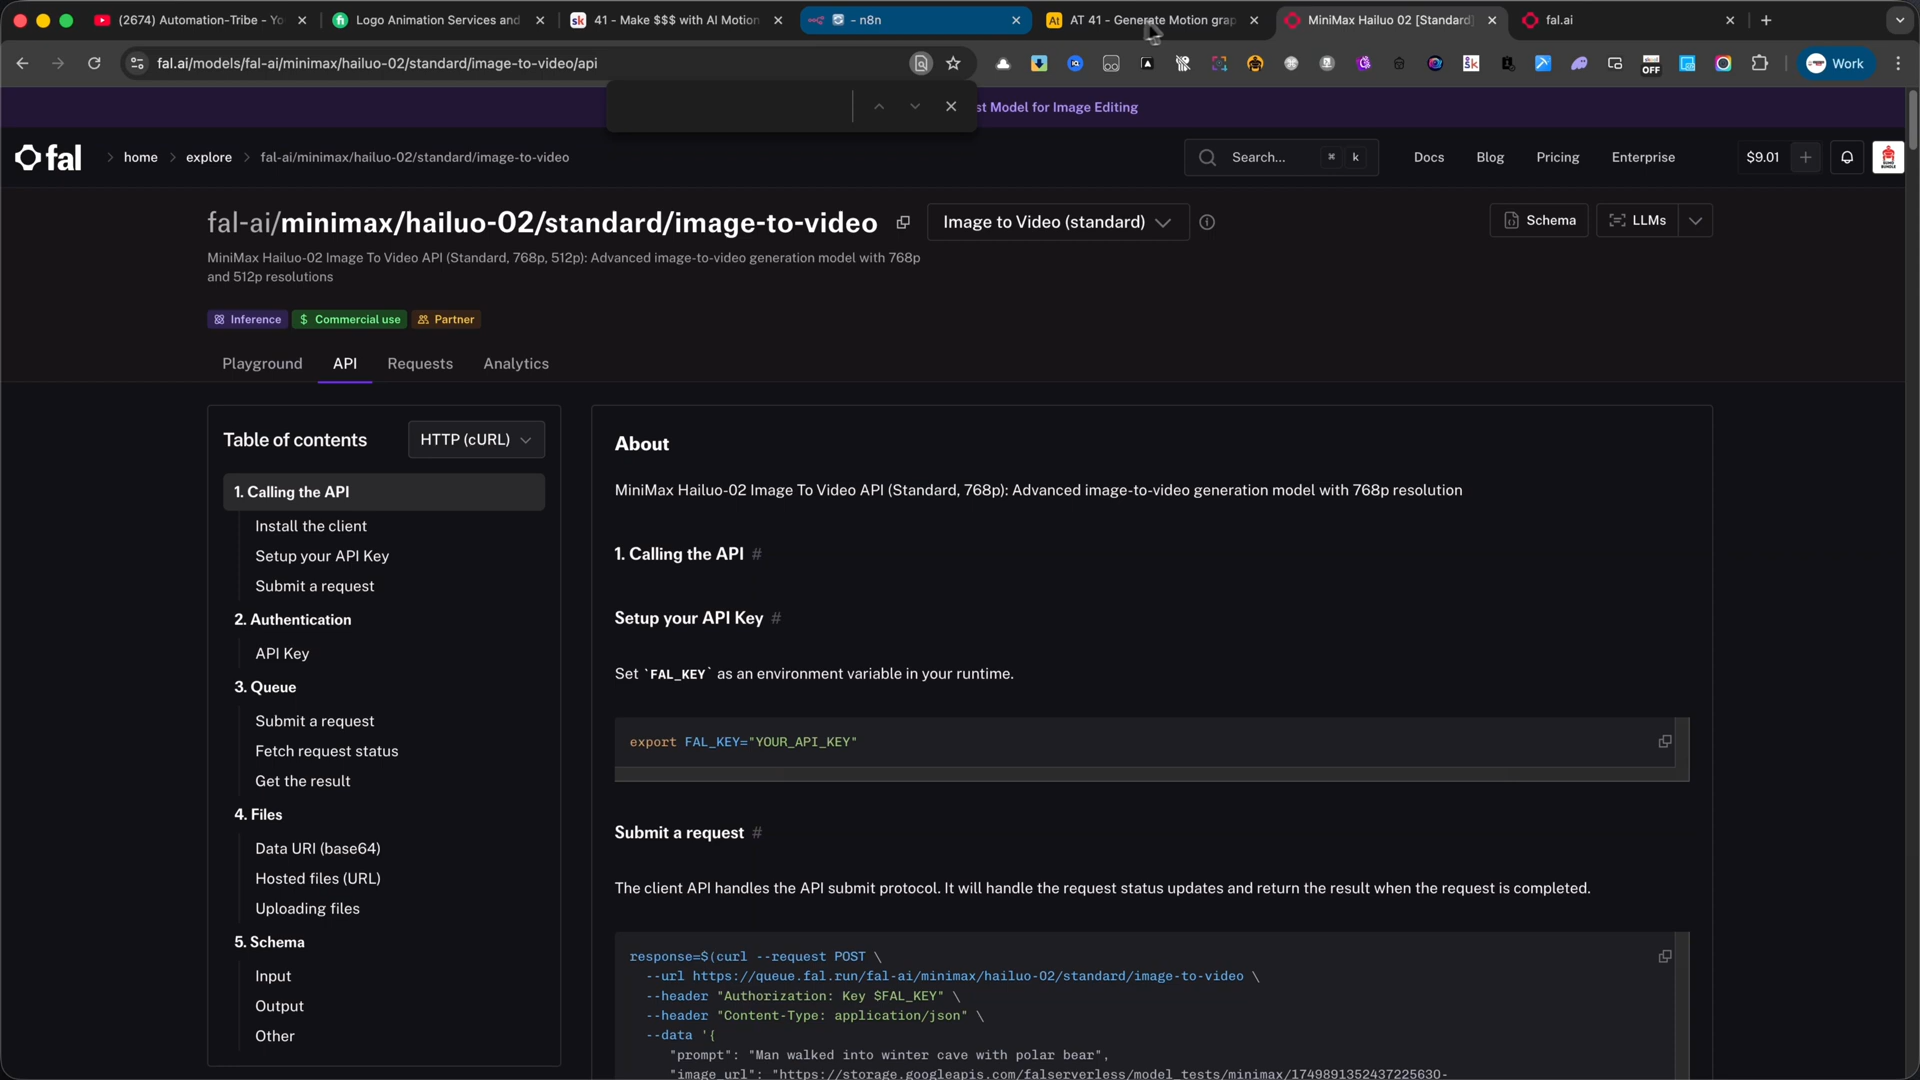 (2674) Automation-Tribe - Yo
Logo Animation Services and
41 - Make $$$ with AI Motion
- n8n
AT 41 - Generate Motion grap
MiniMax Hailuo 02 [Standard]
fal.ai
fal.ai/models/fal-ai/minimax/hailuo-02/standard/image-to-video/api
OFF
Work
st Model for Image Editing
fal
home
explore
fal-ai/minimax/hailuo-02/standard/image-to-video
Search...
⌘ k
Docs
Blog
Pricing
Enterprise
$9.01
fal-ai/minimax/hailuo-02/standard/image-to-video
Image to Video (standard)
Schema
LLMs
MiniMax Hailuo-02 Image To Video API (Standard, 768p, 512p): Advanced image-to-video generation model with 768p
and 512p resolutions
Inference
$ Commercial use
Partner
Playground
API
Requests
Analytics
Table of contents
HTTP (cURL)
1. Calling the API
Install the client
Setup your API Key
Submit a request
2. Authentication
API Key
3. Queue
Submit a request
Fetch request status
Get the result
4. Files
Data URI (base64)
Hosted files (URL)
Uploading files
5. Schema
Input
Output
Other
About
MiniMax Hailuo-02 Image To Video API (Standard, 768p): Advanced image-to-video generation model with 768p resolution
1. Calling the API #
Setup your API Key #
Set `FAL_KEY` as an environment variable in your runtime.
export FAL_KEY="YOUR_API_KEY"
Submit a request #
The client API handles the API submit protocol. It will handle the request status updates and return the result when the request is completed.
response=$(curl --request POST \
--url https://queue.fal.run/fal-ai/minimax/hailuo-02/standard/image-to-video \
--header "Authorization: Key $FAL_KEY" \
--header "Content-Type: application/json" \
--data '{
"prompt": "Man walked into winter cave with polar bear",
"image_url": "https://storage.googleapis.com/falserverless/model_tests/minimax/1749891352437225630-